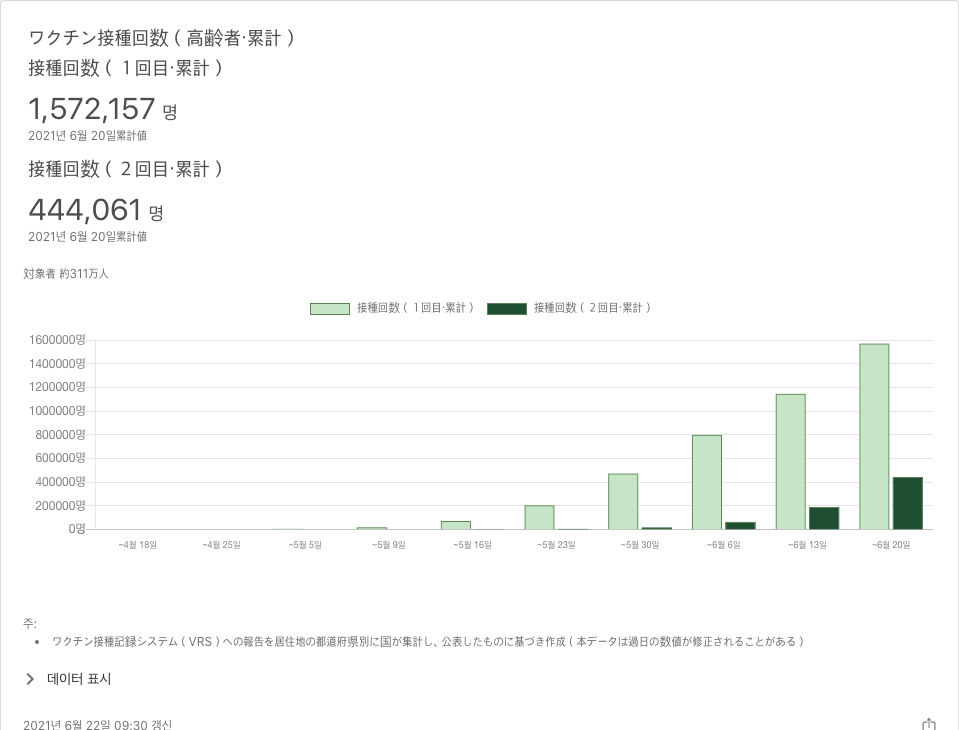 ワクチン接種回数 ( 高齢者·累計 )
接種回数 ( １回目·累計 )
1,572,157 명
2021년 6월 20일累計値
接種回数 ( ２回目·累計 )
444,061 명
2021년 6월 20일累計値
対象者 約311万人
接種回数 ( １回目·累計 ) 接種回数 ( ２回目·累計 )
1600000명
1400000명
1200000명
1000000명
800000명
600000명
400000명
200000명
0명
~4월 18일 ~4월 25일 ~5월 5일 ~5월 9일 ~5월 16일 ~5월 23일 ~5월 30일 ~6월 6일 ~6월 13일 ~6월 20일
주:
• ワクチン接種記録システム ( VRS ) への報告を居住地の都道府県別に国が集計し、公表したものに基づき作成 ( 本データは過日の数値が修正されることがある )
데이터 표시
2021년 6월 22일 09:30 갱신